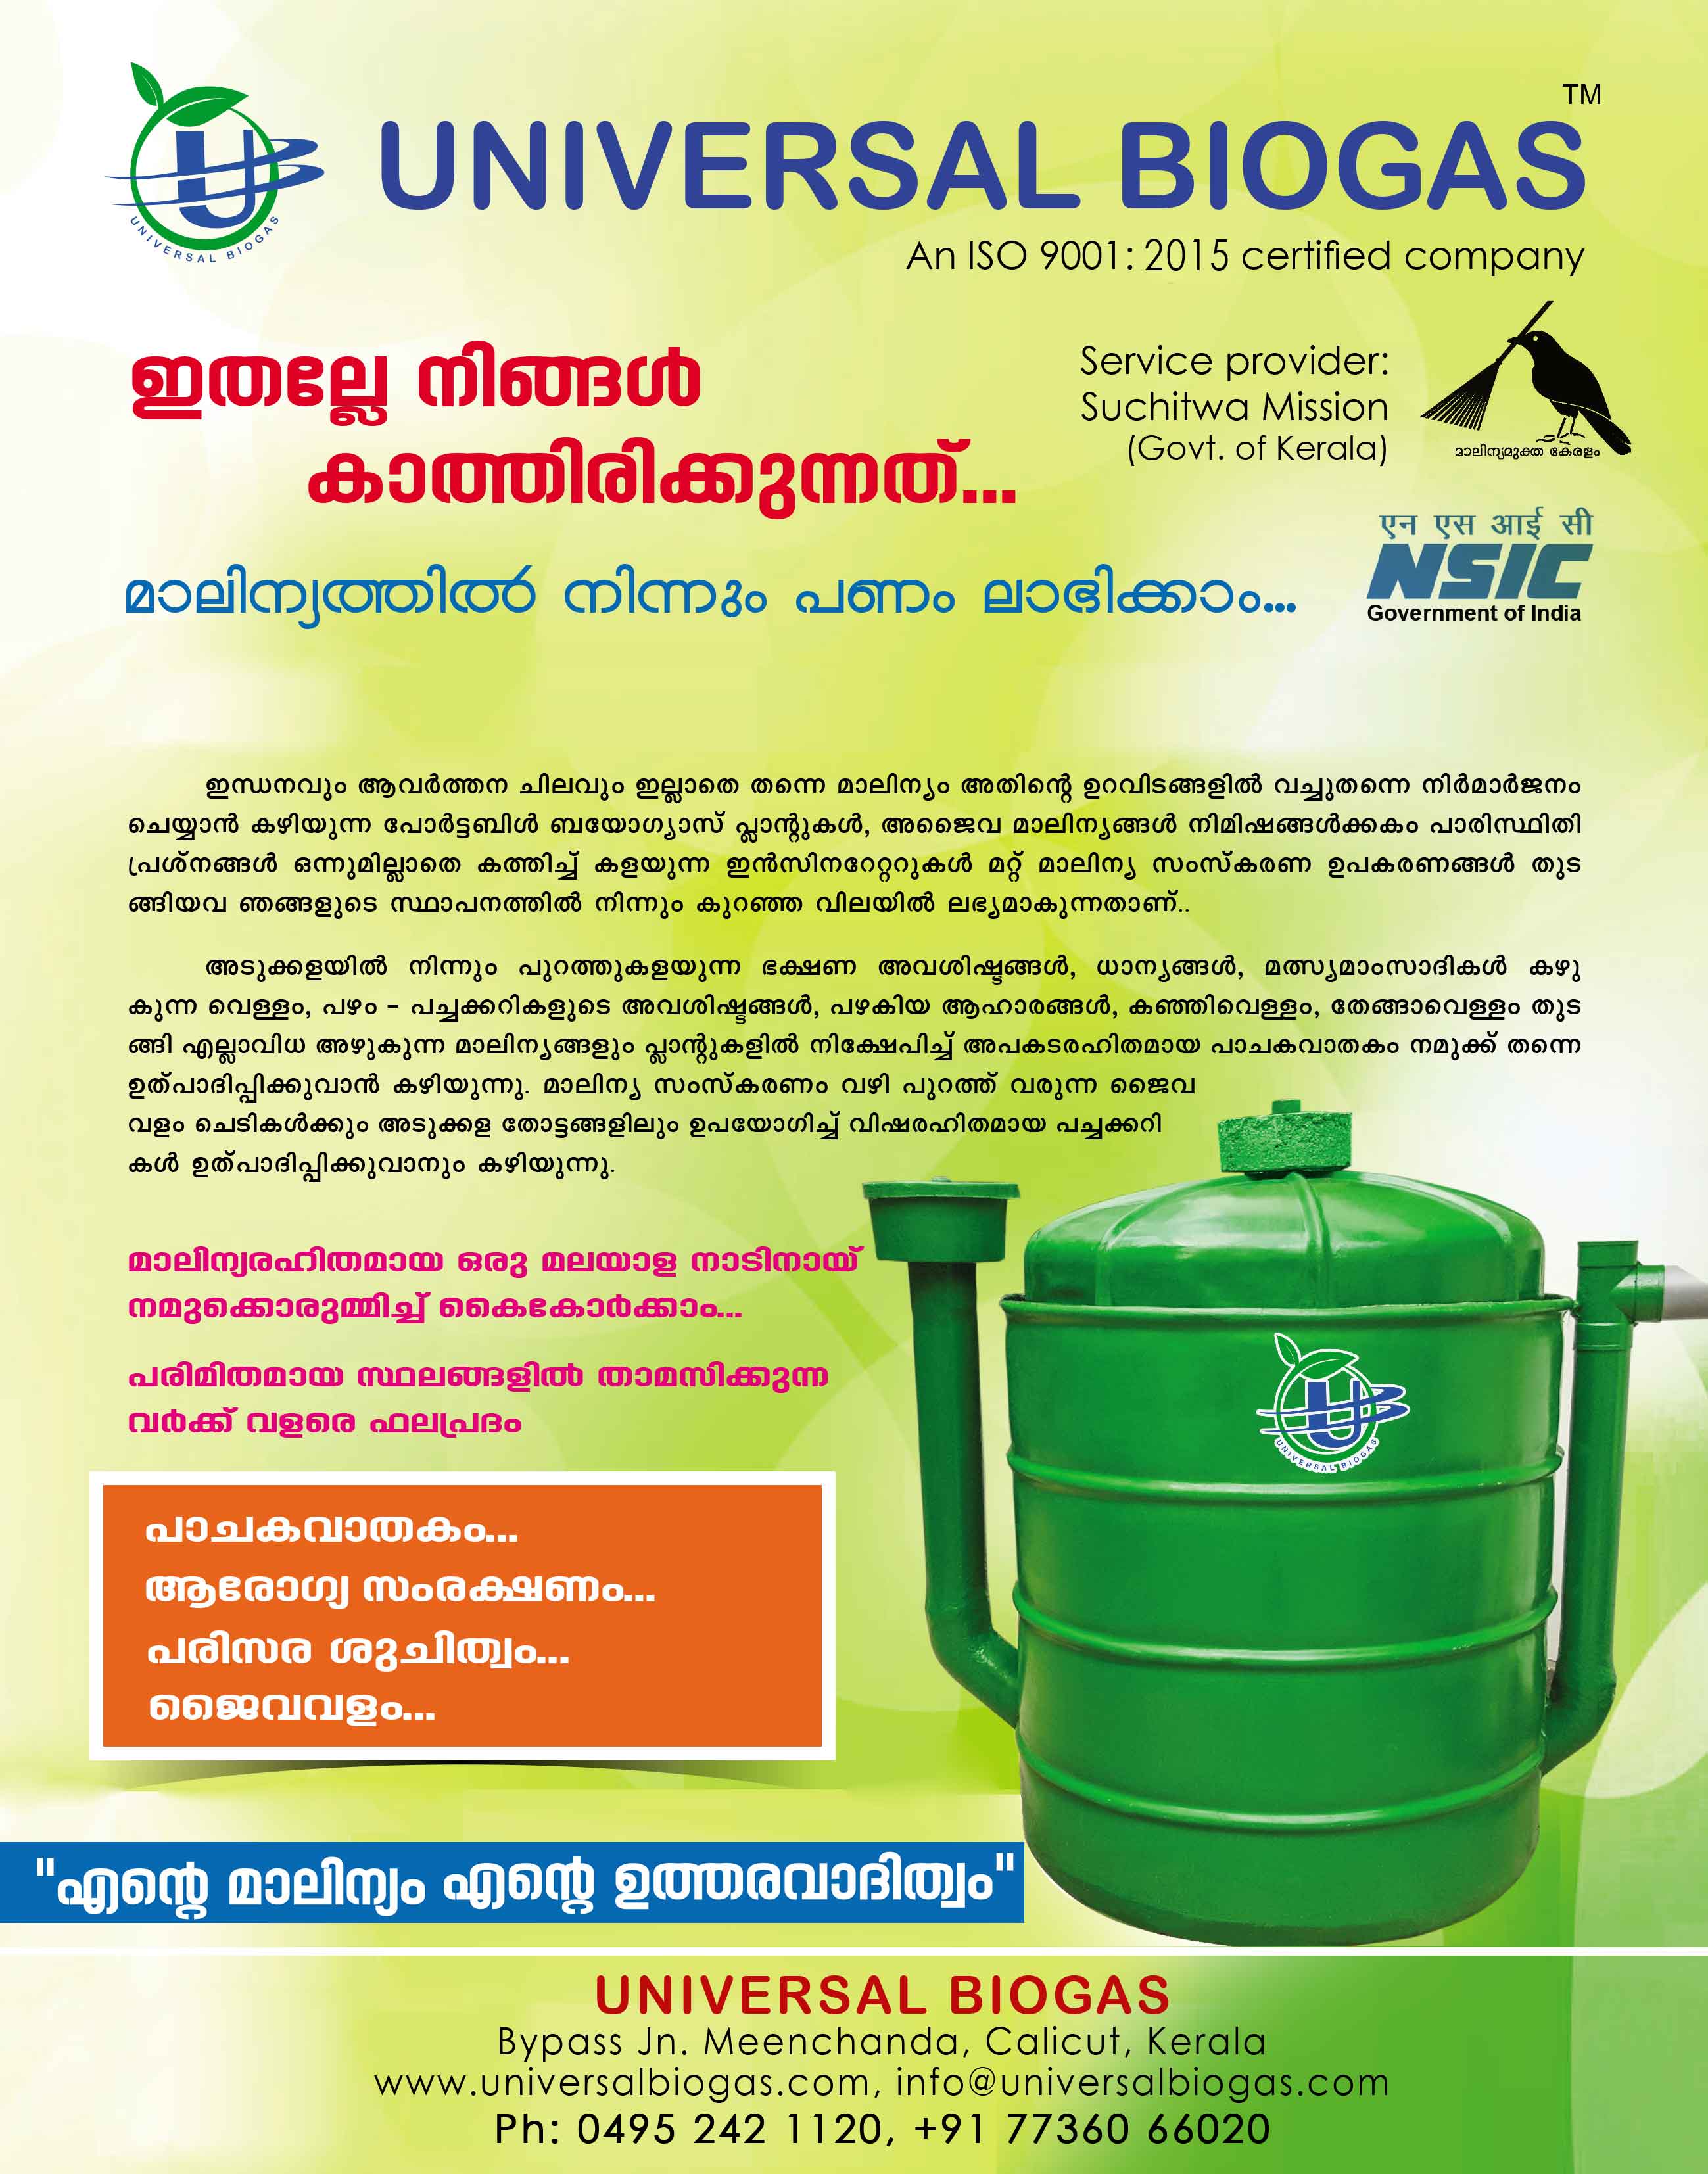 TM
UNIVERSAL BIOGAS
UNIVERSAL BIOGAS
An ISO 9001: 2015 certified company
ഇതല്ലേ നിങ്ങൾ
കാത്തിരിക്കുന്നത്...
Service provider:
Suchitwa Mission
(Govt. of Kerala)
മാലിന്യമുക്ത കേരളം
മാലിന്യത്തിൽ നിന്നും പണം ലാഭിക്കാം...
एन एस आई सी
NSIC
Government of India
ഇന്ധനവും ആവർത്തന ചിലവും ഇല്ലാതെ തന്നെ മാലിന്യം അതിന്റെ ഉറവിടങ്ങളിൽ വച്ചുതന്നെ നിർമാർജനം
ചെയ്യാൻ കഴിയുന്ന പോർട്ടബിൾ ബയോഗ്യാസ് പ്ലാന്റുകൾ, അജൈവ മാലിന്യങ്ങൾ നിമിഷങ്ങൾക്കകം പാരിസ്ഥിതി
പ്രശ്നങ്ങൾ ഒന്നുമില്ലാതെ കത്തിച്ച് കളയുന്ന ഇൻസിനറേറ്ററുകൾ മറ്റ് മാലിന്യ സംസ്കരണ ഉപകരണങ്ങൾ തുട
ങ്ങിയവ ഞങ്ങളുടെ സ്ഥാപനത്തിൽ നിന്നും കുറഞ്ഞ വിലയിൽ ലഭ്യമാകുന്നതാണ്..
അടുക്കളയിൽ നിന്നും പുറത്തുകളയുന്ന ഭക്ഷണ അവശിഷ്ടങ്ങൾ, ധാന്യങ്ങൾ, മത്സ്യമാംസാദികൾ കഴു
കുന്ന വെള്ളം, പഴം – പച്ചക്കറികളുടെ അവശിഷ്ടങ്ങൾ, പഴകിയ ആഹാരങ്ങൾ, കഞ്ഞിവെള്ളം, തേങ്ങാവെള്ളം തുട
ങ്ങി എല്ലാവിധ അഴുകുന്ന മാലിന്യങ്ങളും പ്ലാന്റുകളിൽ നിക്ഷേപിച്ച് അപകടരഹിതമായ പാചകവാതകം നമുക്ക് തന്നെ
ഉത്പാദിപ്പിക്കുവാൻ കഴിയുന്നു. മാലിന്യ സംസ്കരണം വഴി പുറത്ത് വരുന്ന ജൈവ
വളം ചെടികൾക്കും അടുക്കള തോട്ടങ്ങളിലും ഉപയോഗിച്ച് വിഷരഹിതമായ പച്ചക്കറി
കൾ ഉത്പാദിപ്പിക്കുവാനും കഴിയുന്നു.
മാലിന്യരഹിതമായ ഒരു മലയാള നാടിനായ്
നമുക്കൊരുമ്മിച്ച് കൈകോർക്കാം...
പരിമിതമായ സ്ഥലങ്ങളിൽ താമസിക്കുന്ന
വർക്ക് വളരെ ഫലപ്രദം
UNIVERSAL BIOGAS
പാചകവാതകം...
ആരോഗ്യ സംരക്ഷണം...
പരിസര ശുചിത്വം...
ജൈവവളം...
"എന്റെ മാലിന്യം എന്റെ ഉത്തരവാദിത്വം"
UNIVERSAL BIOGAS
Bypass Jn. Meenchanda, Calicut, Kerala
www.universalbiogas.com, info@universalbiogas.com
Ph: 0495 242 1120, +91 77360 66020